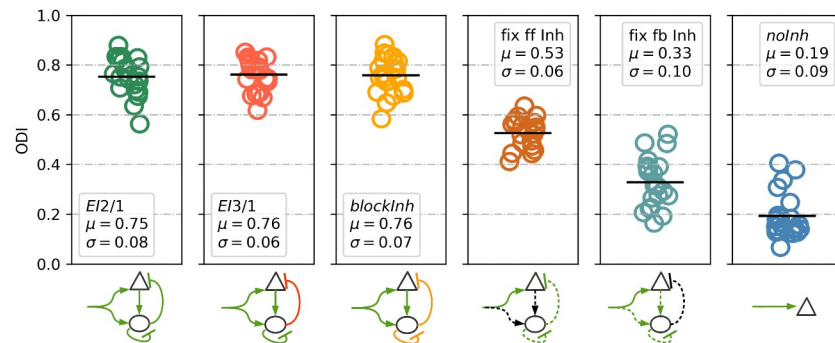 1.0
0.8
0.6
0.4
0.2
0.0
ODI
EI2/1
μ = 0.75
σ = 0.08
EI3/1
μ = 0.76
σ = 0.06
blockInh
μ = 0.76
σ = 0.07
fix ff Inh
μ = 0.53
σ = 0.06
fix fb Inh
μ = 0.33
σ = 0.10
noInh
μ = 0.19
σ = 0.09